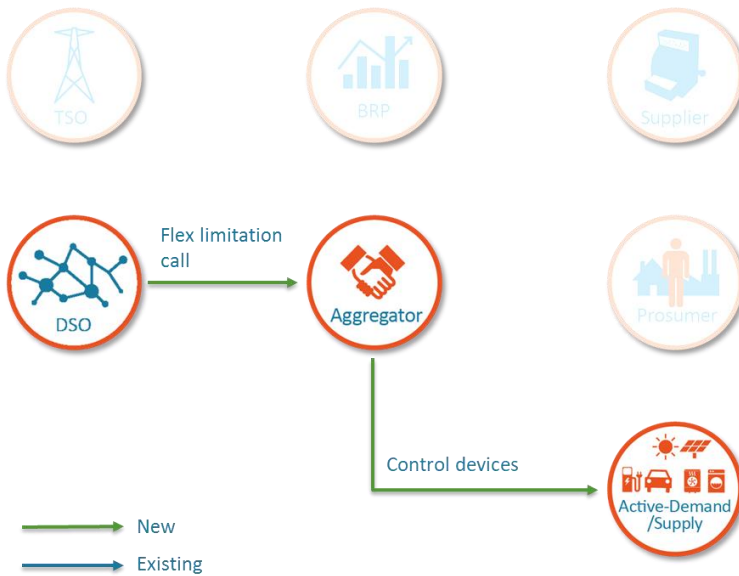 TSO
BRP
Supplier
Flex limitation
call
DSO
Aggregator
Prosumer
Control devices
Active-Demand
/Supply
New
Existing